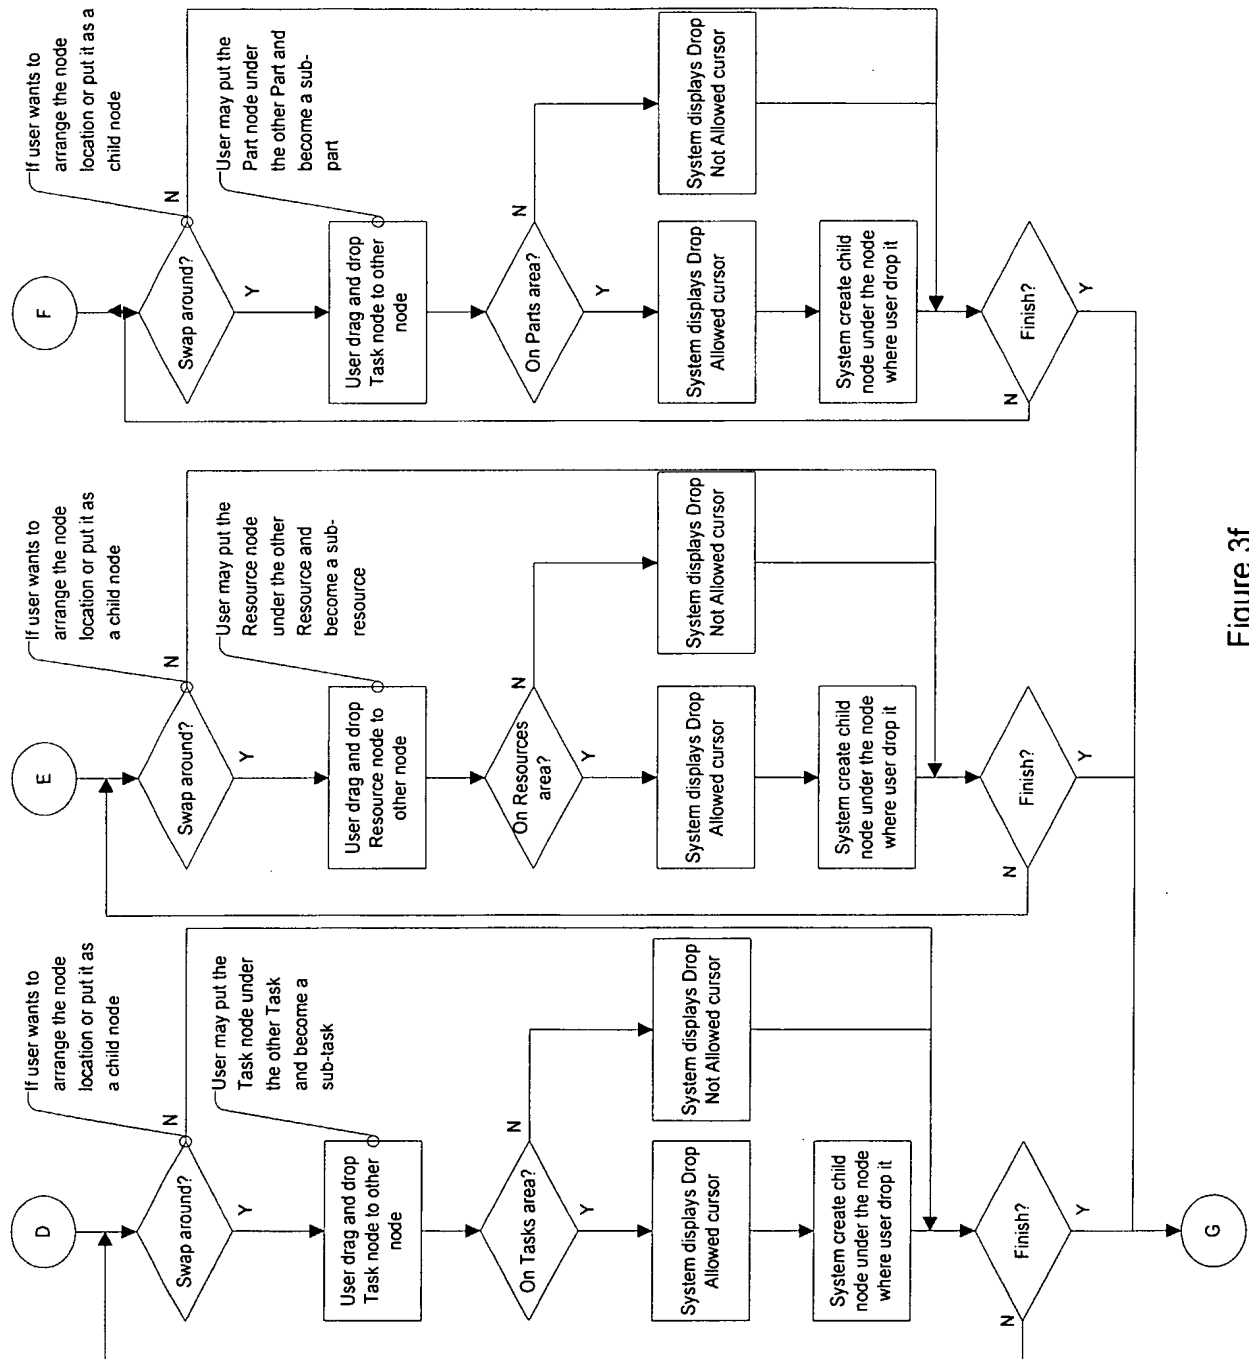 D
If user wants to
arrange the node
location or put it as
a child node
Swap around?
N
Y
User may put the
Task node under
the other Task
and become a
sub-task
User drag and drop
Task node to other
node
On Tasks area?
N
Y
System displays Drop
Allowed cursor
System displays Drop
Not Allowed cursor
System create child
node under the node
where user drop it
Finish?
N
Y
G
E
If user wants to
arrange the node
location or put it as
a child node
Swap around?
N
Y
User may put the
Resource node
under the other
Resource and
become a sub-
resource
User drag and drop
Resource node to
other node
On Resources
area?
N
Y
System displays Drop
Allowed cursor
System displays Drop
Not Allowed cursor
System create child
node under the node
where user drop it
Finish?
N
Y
F
If user wants to
arrange the node
location or put it as a
child node
Swap around?
N
Y
User may put the
Part node under
the other Part and
become a sub-
part
User drag and drop
Task node to other
node
On Parts area?
N
Y
System displays Drop
Allowed cursor
System displays Drop
Not Allowed cursor
System create child
node under the node
where user drop it
Finish?
N
Y
Figure 3f